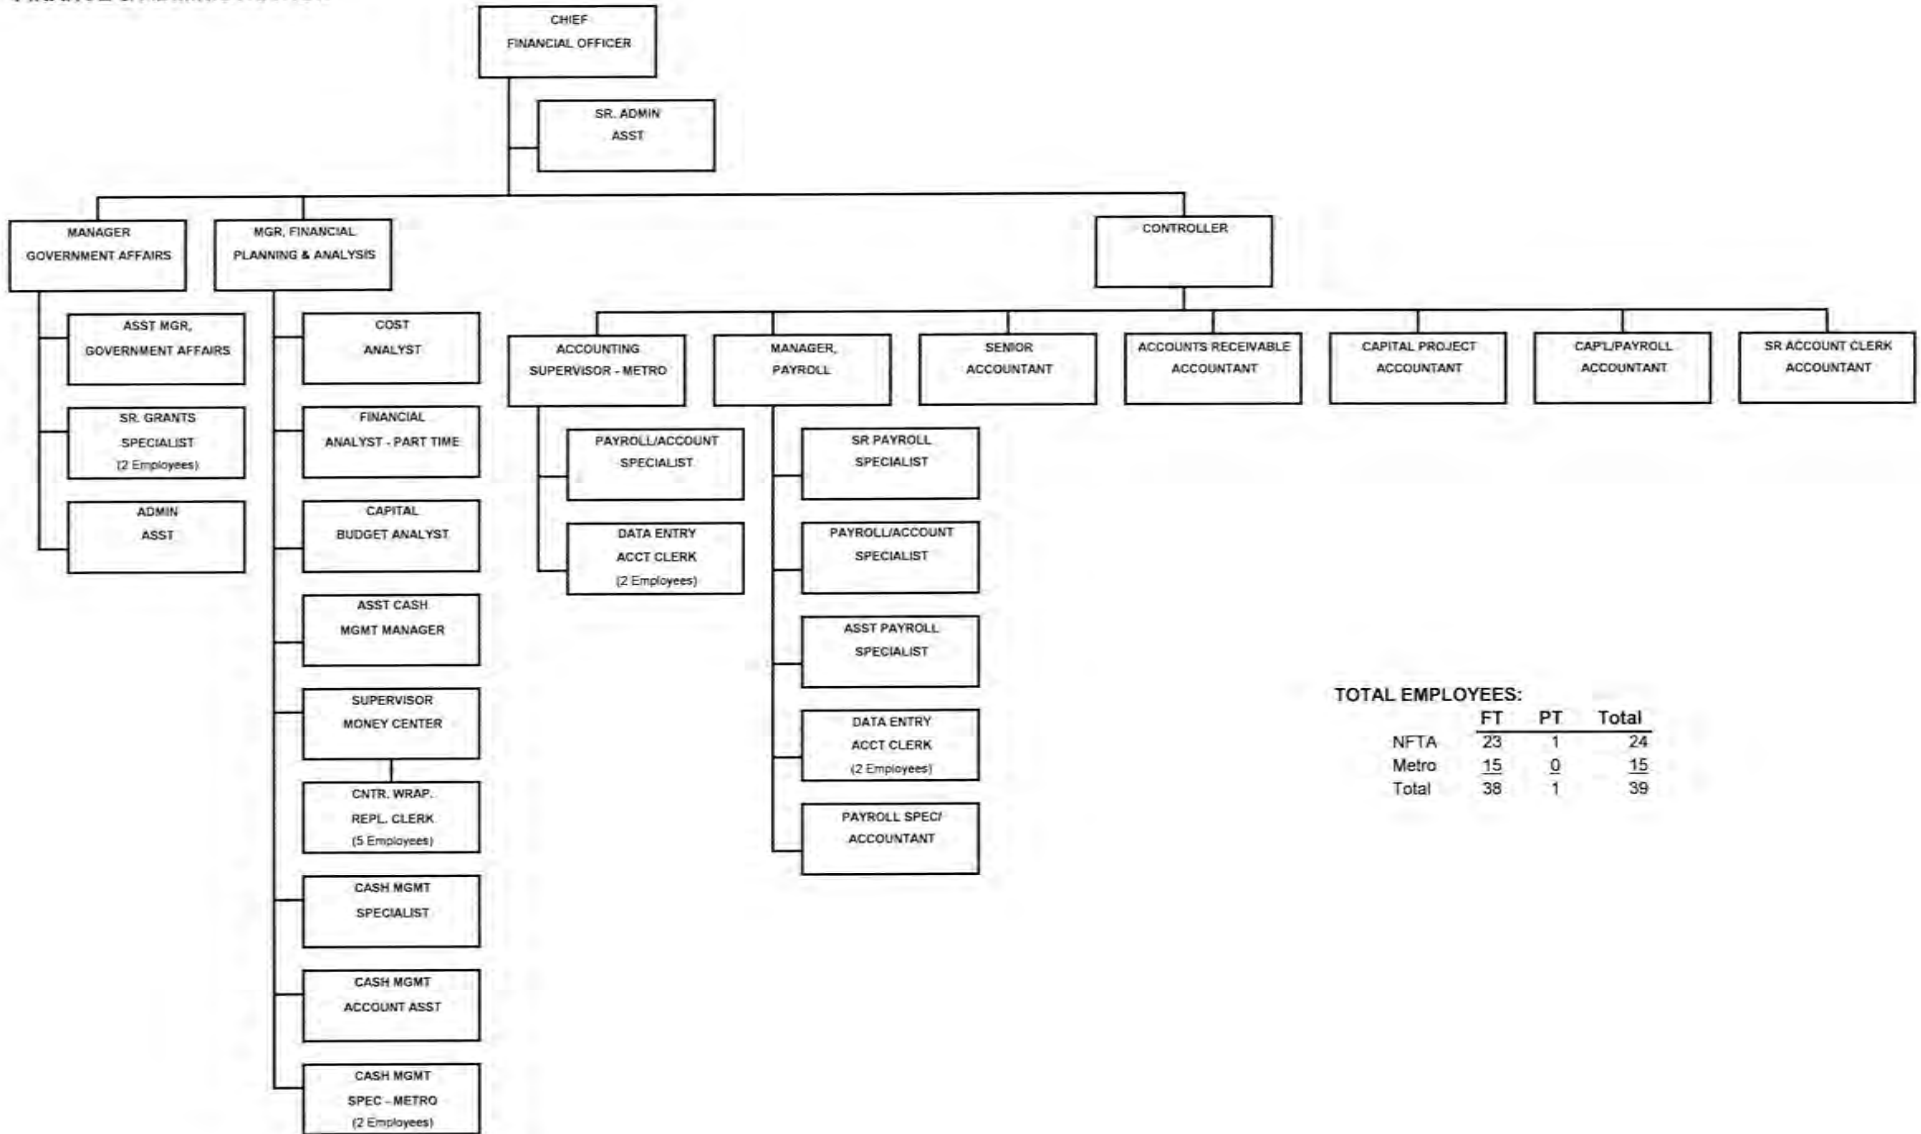 CHIEF
FINANCIAL OFFICER
SR. ADMIN
ASST
MANAGER
GOVERNMENT AFFAIRS
MGR, FINANCIAL
PLANNING & ANALYSIS
CONTROLLER
ASST MGR,
GOVERNMENT AFFAIRS
SR. GRANTS
SPECIALIST
(2 Employees)
ADMIN
ASST
COST
ANALYST
FINANCIAL
ANALYST - PART TIME
CAPITAL
BUDGET ANALYST
ASST CASH
MGMT MANAGER
SUPERVISOR
MONEY CENTER
CNTR. WRAP.
REPL. CLERK
(5 Employees)
CASH MGMT
SPECIALIST
CASH MGMT
ACCOUNT ASST
CASH MGMT
SPEC - METRO
(2 Employees)
ACCOUNTING
SUPERVISOR - METRO
MANAGER,
PAYROLL
SENIOR
ACCOUNTANT
ACCOUNTS RECEIVABLE
ACCOUNTANT
CAPITAL PROJECT
ACCOUNTANT
CAP'L/PAYROLL
ACCOUNTANT
SR ACCOUNT CLERK
ACCOUNTANT
PAYROLL/ACCOUNT
SPECIALIST
DATA ENTRY
ACCT CLERK
(2 Employees)
SR PAYROLL
SPECIALIST
PAYROLL/ACCOUNT
SPECIALIST
ASST PAYROLL
SPECIALIST
DATA ENTRY
ACCT CLERK
(2 Employees)
PAYROLL SPEC/
ACCOUNTANT
TOTAL EMPLOYEES:
FT PT Total
NFTA 23 1 24
Metro 15 0 15
Total 38 1 39